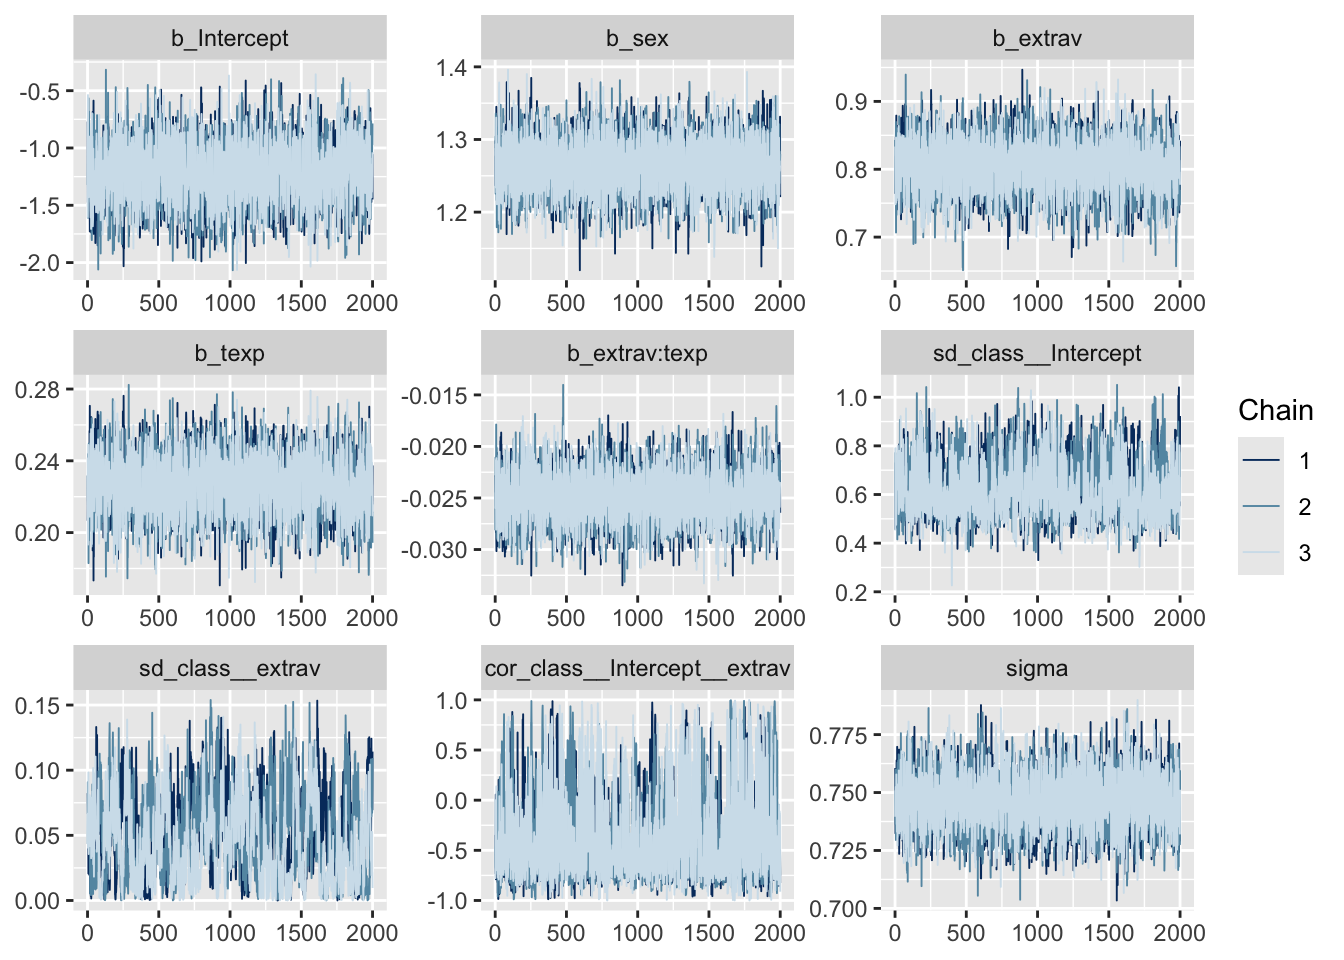 b_Intercept
b_sex
b_extrav
-0.5
-1.0
-1.5
-2.0
1.4
1.3
1.2
0.9
0.8
0.7
0 500 1000 1500 2000
0 500 1000 1500 2000
0 500 1000 1500 2000
b_texp
b_extrav:texp
sd_class__Intercept
0.28
0.24
0.20
-0.015
-0.020
-0.025
-0.030
1.0
0.8
0.6
0.4
0.2
0 500 1000 1500 2000
0 500 1000 1500 2000
0 500 1000 1500 2000
sd_class__extrav
cor_class__Intercept__extrav
sigma
0.15
0.10
0.05
0.00
1.0
0.5
0.0
-0.5
-1.0
0.775
0.750
0.725
0.700
0 500 1000 1500 2000
0 500 1000 1500 2000
0 500 1000 1500 2000
Chain
1
2
3